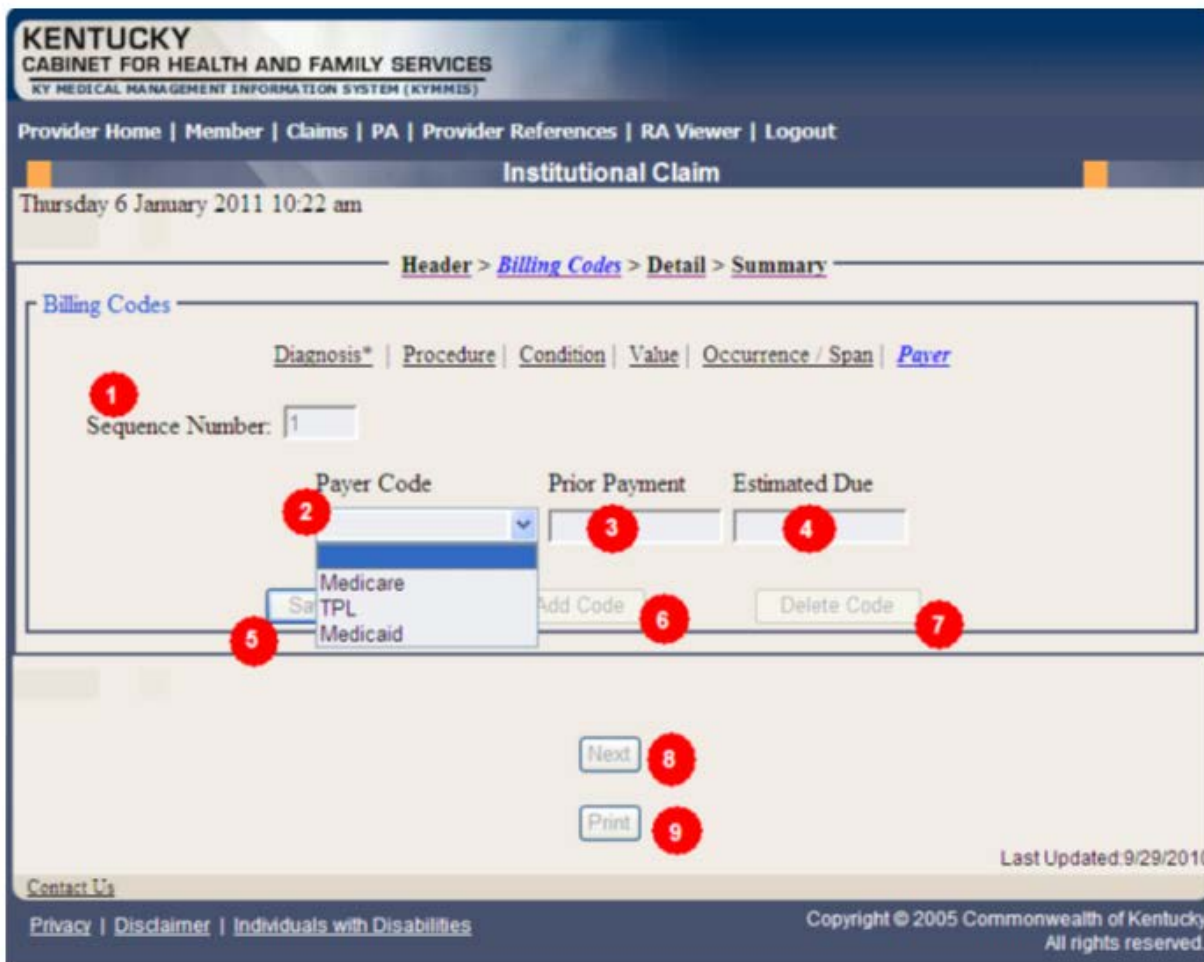 KENTUCKY
CABINET FOR HEALTH AND FAMILY SERVICES
KY MEDICAL MANAGEMENT INFORMATION SYSTEM (KYMMIS)
Provider Home | Member | Claims | PA | Provider References | RA Viewer | Logout
Institutional Claim
Thursday 6 January 2011 10:22 am
Header > Billing Codes > Detail > Summary
Billing Codes
Diagnosis* | Procedure | Condition | Value | Occurrence / Span | Payer
1
Sequence Number: 1
Payer Code Prior Payment Estimated Due
2 3 4
Medicare
TPL Add Code Delete Code
Medicaid
5 6 7
Next 8
Print 9
Last Updated:9/29/2010
Contact Us
Privacy | Disclaimer | Individuals with Disabilities
Copyright © 2005 Commonwealth of Kentucky
All rights reserved.